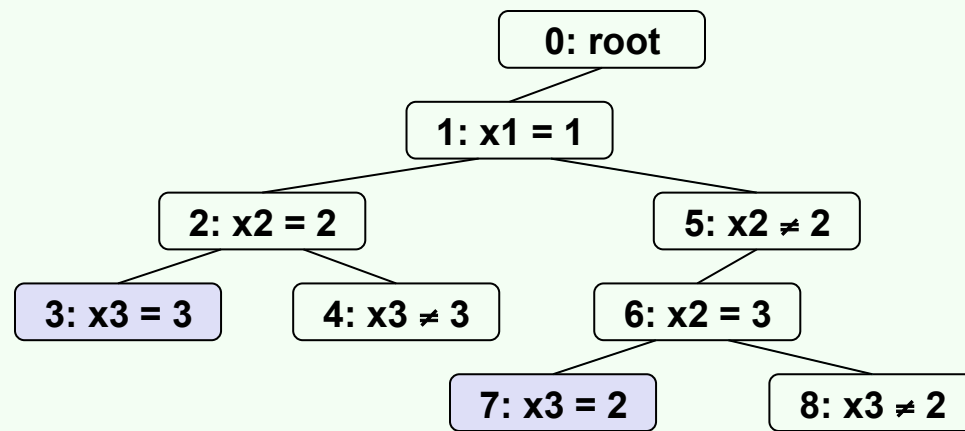 0: root
1: x1 = 1
2: x2 = 2
5: x2 ≠ 2
3: x3 = 3
4: x3 ≠ 3
6: x2 = 3
7: x3 = 2
8: x3 ≠ 2